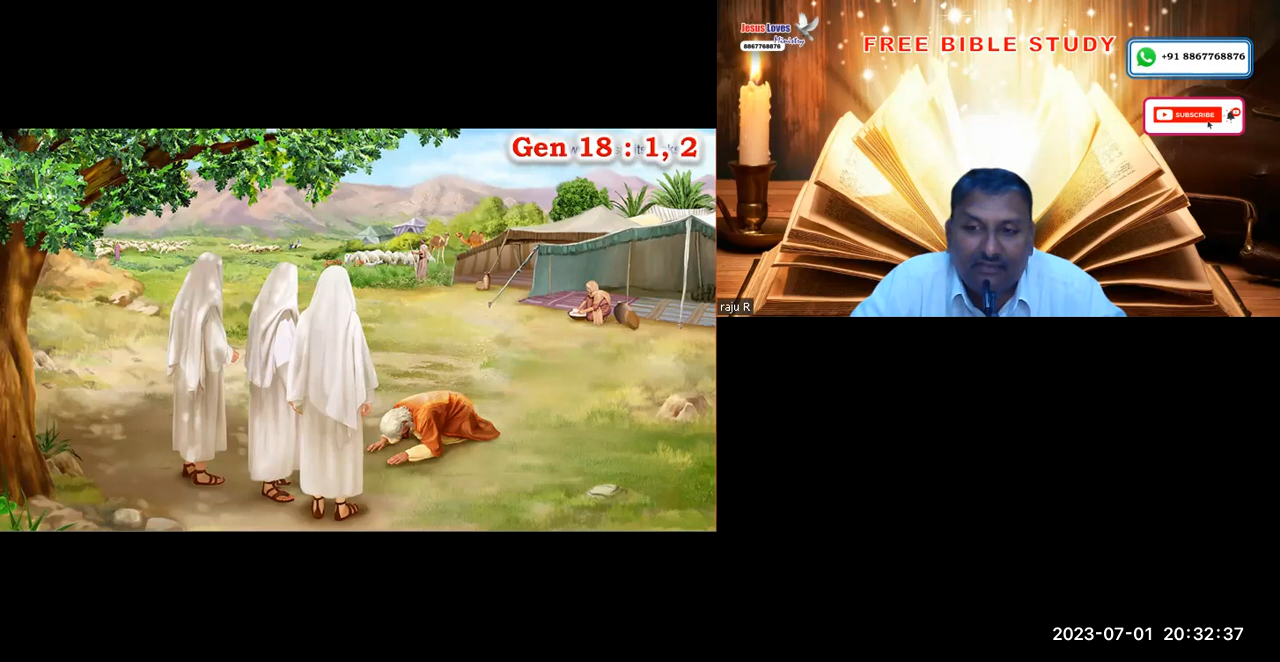 Gen 18 : 1, 2
Jesus Loves
Ministry
8867768876
FREE BIBLE STUDY
+91 8867768876
SUBSCRIBE
raju R
2023-07-01 20:32:37